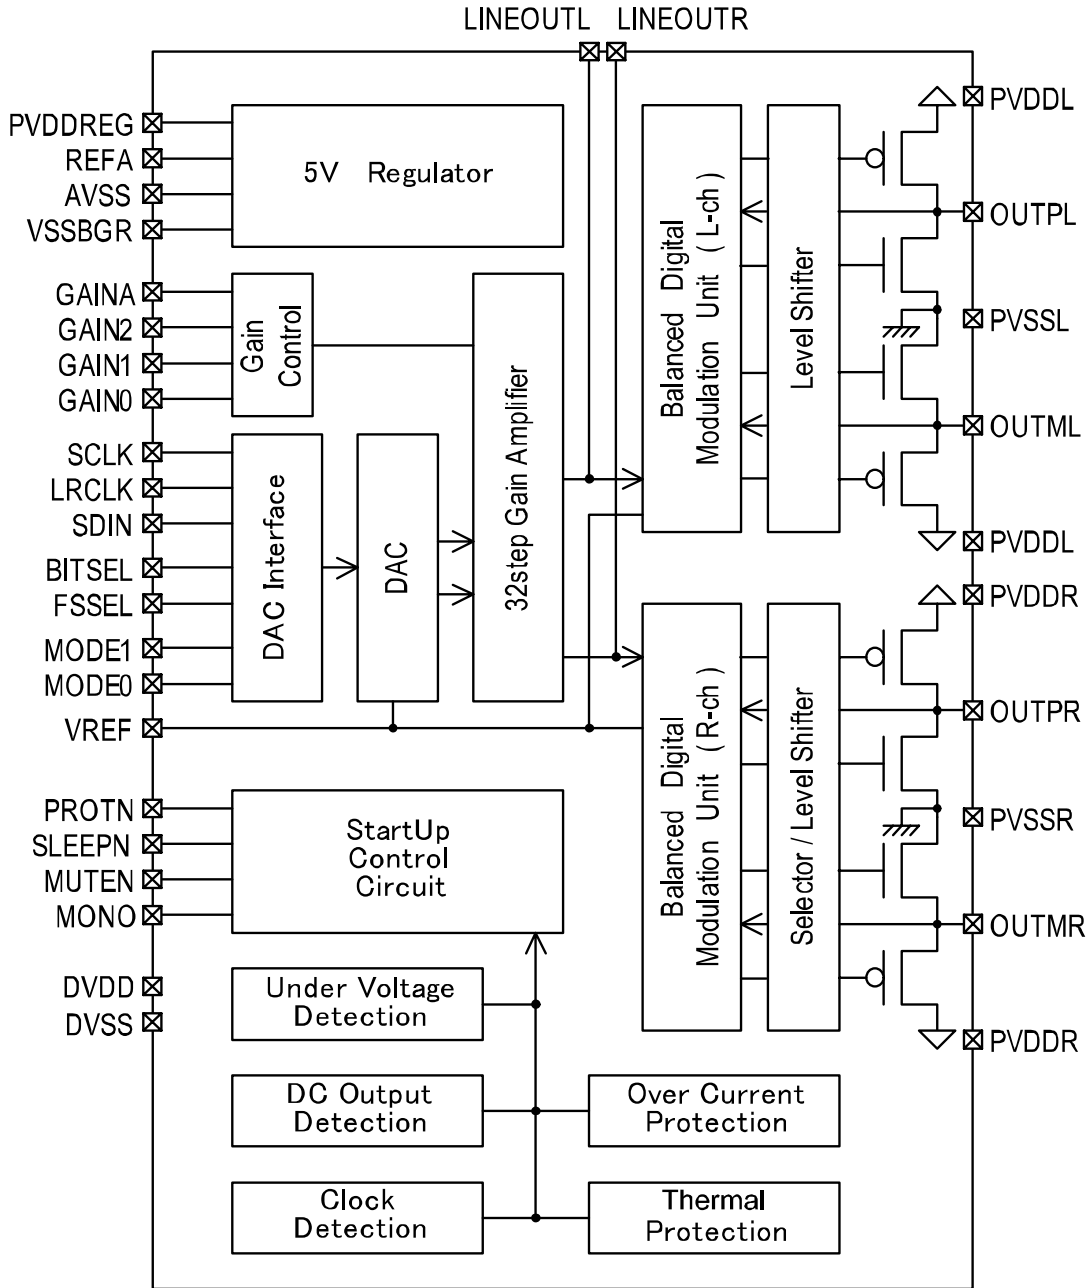 LINEOUTL LINEOUTR
PVDDREG
REFA
AVSS
VSSBGR
5V Regulator
GAINA
GAIN2
GAIN1
GAIN0
Gain
Control
SCLK
LRCLK
SDIN
BITSEL
FSSEL
MODE1
MODE0
VREF
DAC Interface
DAC
32step Gain Amplifier
Balanced Digital
Modulation Unit (L-ch)
Level Shifter
PVDDL
OUTPL
PVSSL
OUTML
PVDDL
Balanced Digital
Modulation Unit (R-ch)
Selector / Level Shifter
PVDDR
OUTPR
PVSSR
OUTMR
PVDDR
PROTN
SLEEPN
MUTEN
MONO
StartUp
Control
Circuit
DVDD
DVSS
Under Voltage
Detection
DC Output
Detection
Over Current
Protection
Clock
Detection
Thermal
Protection